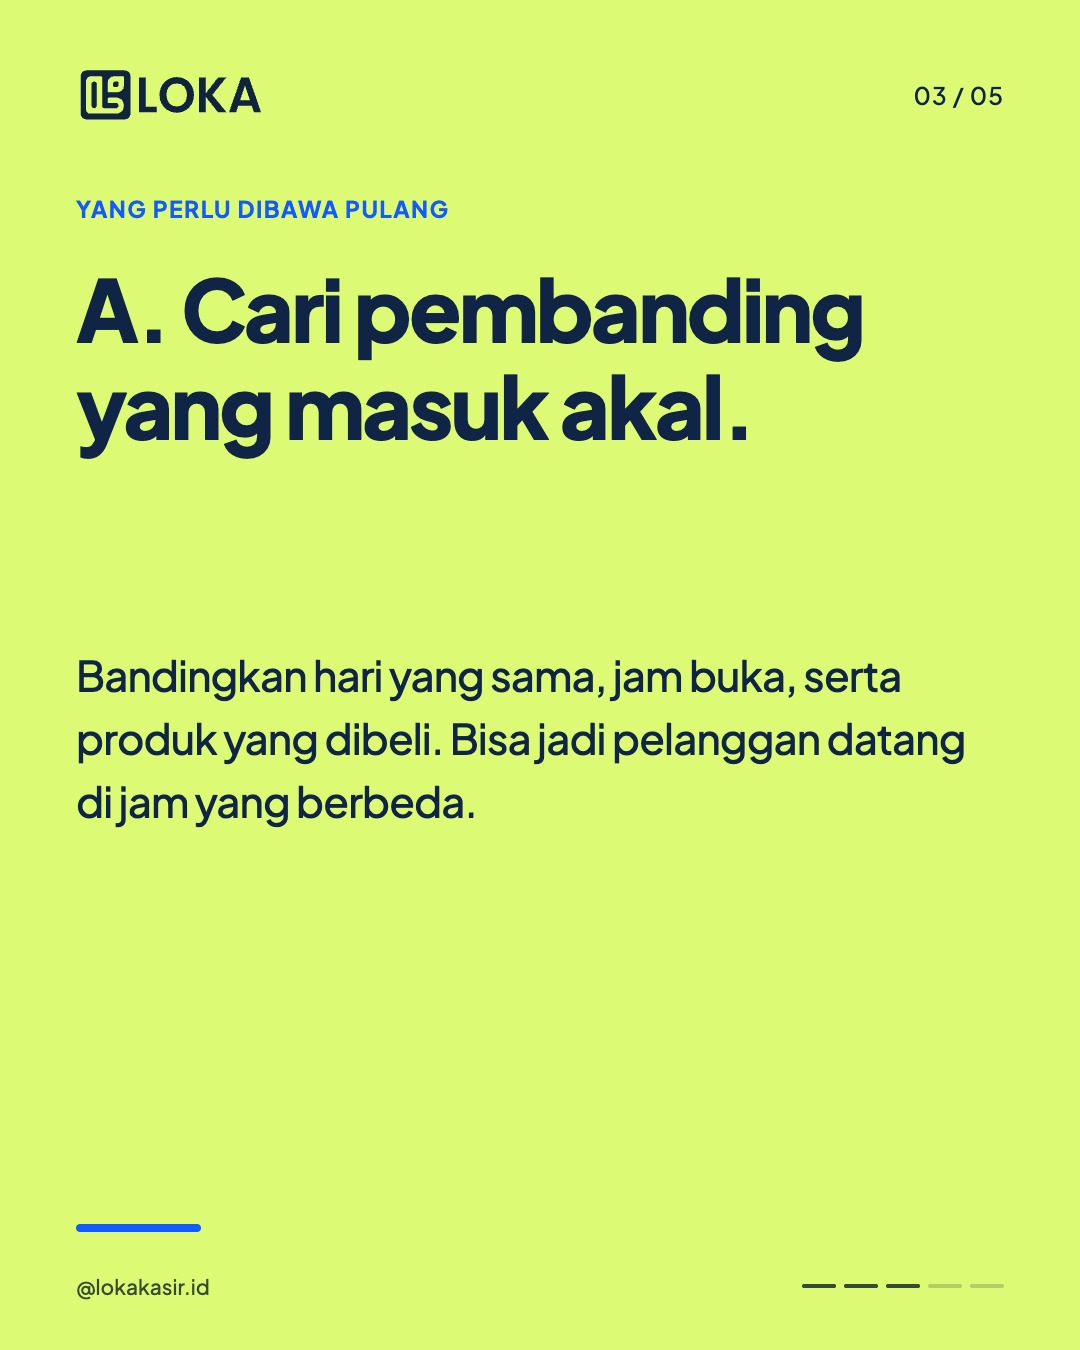 LOKA
03 / 05
YANG PERLU DIBAWA PULANG
A. Cari pembanding
yang masuk akal.
Bandingkan hari yang sama, jam buka, serta
produk yang dibeli. Bisa jadi pelanggan datang
di jam yang berbeda.
@lokakasir.id